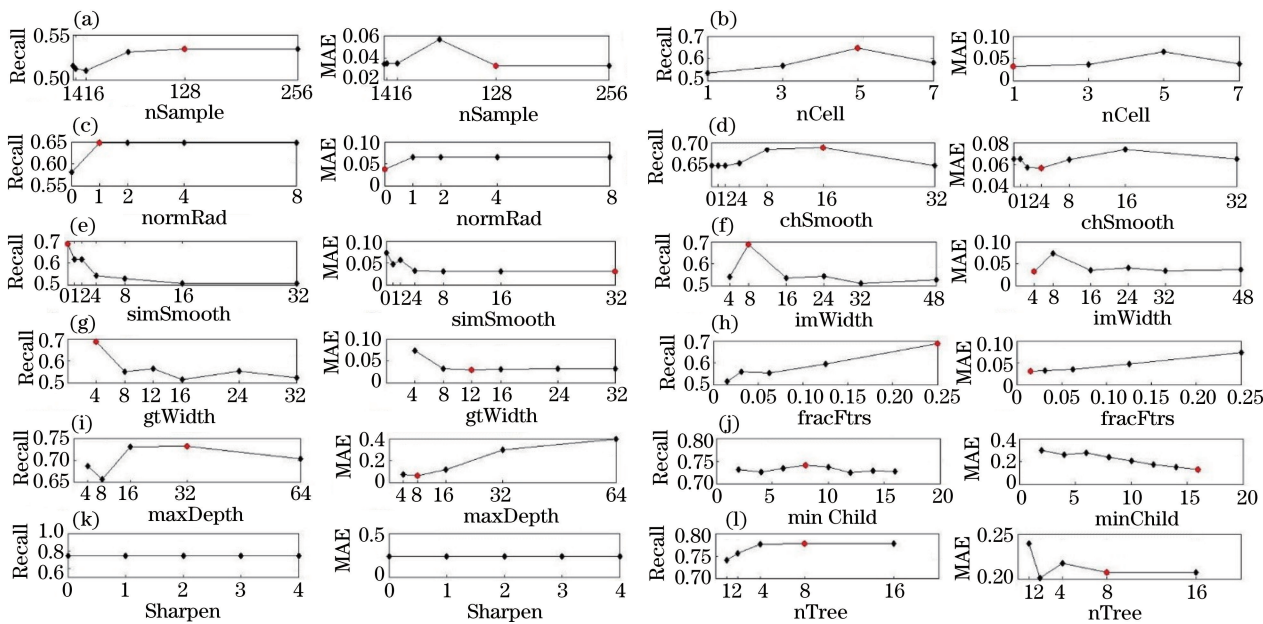 (a)
Recall
0.55
0.50
1416 128 256
nSample
MAE
0.06
0.04
0.02
1416 128 256
nSample
(b)
Recall
0.7
0.6
0.5
1 3 5 7
nCell
MAE
0.10
0.05
0
1 3 5 7
nCell
(c)
Recall
0.65
0.65
0.55
0 1 2 4 8
normRad
MAE
0.10
0.05
0
0 1 2 4 8
normRad
(d)
Recall
0.70
0.65
0124 8 16 32
chSmooth
MAE
0.08
0.06
0.04
0124 8 16 32
chSmooth
(e)
Recall
0.7
0.6
0.5
0124 8 16 32
simSmooth
MAE
0.10
0.05
0
0124 8 16 32
simSmooth
(f)
Recall
0.7
0.6
0.5
4 8 16 24 32 48
imWidth
MAE
0.10
0.05
0
4 8 16 24 32 48
imWidth
(g)
Recall
0.7
0.6
0.5
4 8 12 16 24 32
gtWidth
MAE
0.10
0.05
0
4 8 12 16 24 32
gtWidth
(h)
Recall
0.7
0.6
0.5
0 0.05 0.10 0.15 0.20 0.25
fracFtrs
MAE
0.10
0.05
0
0 0.05 0.10 0.15 0.20 0.25
fracFtrs
(i)
Recall
0.75
0.70
0.65
4 8 16 32 64
maxDepth
MAE
0.4
0.2
0
4 8 16 32 64
maxDepth
(j)
Recall
0.80
0.75
0.70
0 5 10 15 20
min Child
MAE
0.4
0.2
0
0 5 10 15 20
minChild
(k)
Recall
1.0
0.8
0.6
0 1 2 3 4
Sharpen
MAE
0.5
0
0 1 2 3 4
Sharpen
(l)
Recall
0.80
0.75
0.70
12 4 8 16
nTree
MAE
0.25
0.20
12 4 8 16
nTree